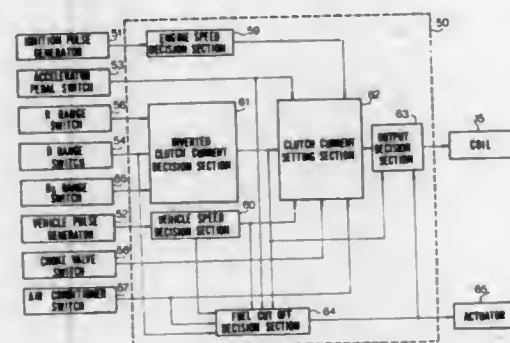 51
IGNITION PULSE
GENERATOR
53
ACCELERATOR
PEDAL SWITCH
56
R RANGE
SWITCH
54
D RANGE
SWITCH
55
RANGE
SWITCH
52
VEHICLE PULSE
GENERATOR
58
CHOKE VALVE
SWITCH
57
AIR CONDITIONER
SWITCH
59
ENGINE SPEED
DECISION SECTION
61
INVERTED
CLUTCH CURRENT
DECISION SECTION
60
VEHICLE SPEED
DECISION SECTION
62
CLUTCH CURRENT
SETTING SECTION
63
OUTPUT
DECISION
SECTION
64
FUEL CUT OFF
DECISION SECTION
50
15
COIL
65
ACTUATOR